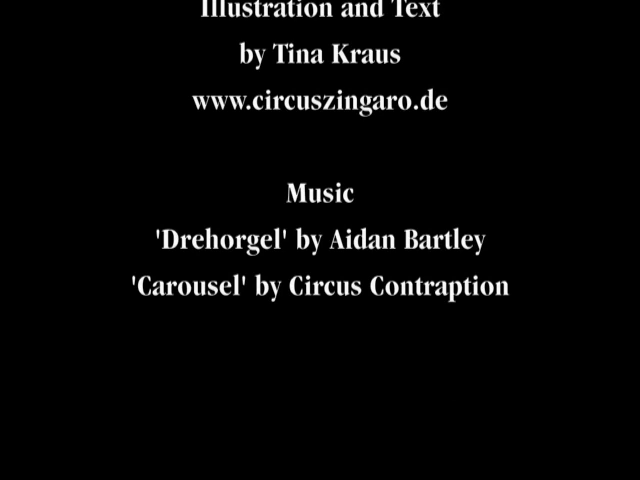 Illustration and Text
by Tina Kraus
www.circuszingaro.de
Music
'Drehorgel' by Aidan Bartley
'Carousel' by Circus Contraption